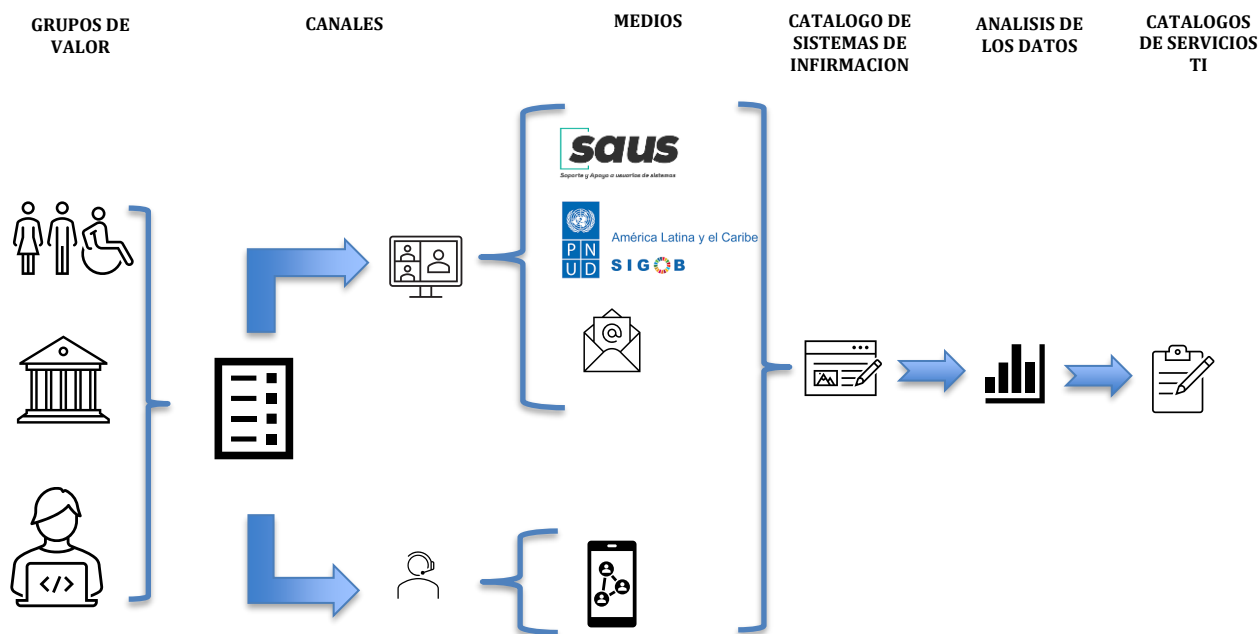 GRUPOS DE
VALOR
CANALES
MEDIOS
CATALOGO DE
SISTEMAS DE
INFIRMACION
ANALISIS DE
LOS DATOS
CATALOGOS
DE SERVICIOS
TI
saus
Soporte y Apoyo a usuarios de sistemas
P N
U D
América Latina y el Caribe
SIGOB
@
</>